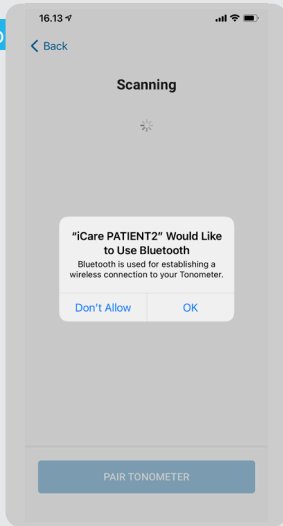 16.13
Back
Scanning
“iCare PATIENT2” Would Like
to Use Bluetooth
Bluetooth is used for establishing a
wireless connection to your Tonometer.
Don’t Allow
OK
PAIR TONOMETER